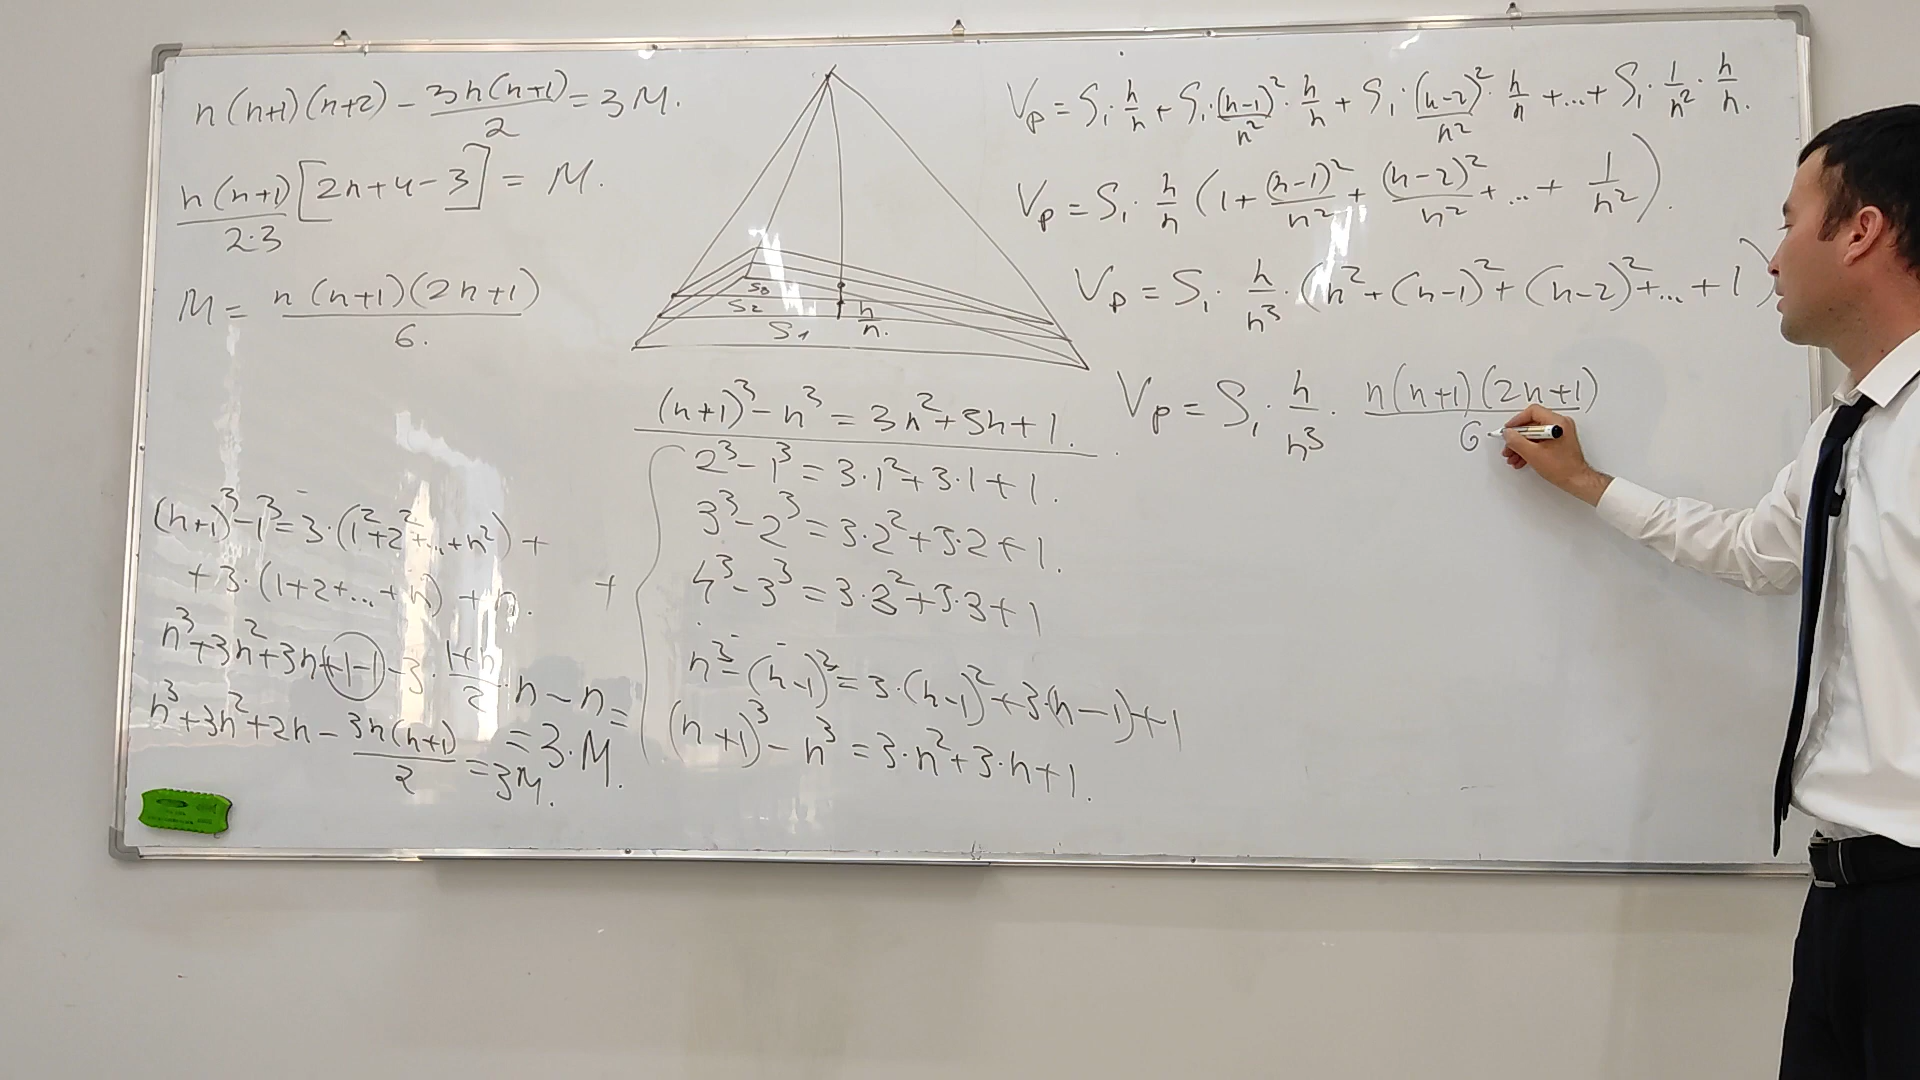 n(n+1)(n+2) - 3n(n+1)/2 = 3M.
n(n+1)/2·3 [2n+4-3] = M.
M = n(n+1)(2n+1)/6.
(n+1)³-1³=3·(1²+2²+...+n²)+
+3·(1+2+...+n)+n.
n³+3n²+3n+1-1-3·(1+n)/2·n-n=
=3·M.
n³+3n²+2n-3n(n+1)/2=3M.
S₃
S₂
S₁
h/n.
(n+1)³-n³=3n²+3n+1.
2³-1³=3·1²+3·1+1.
3³-2³=3·2²+3·2+1.
+
4³-3³=3·3²+3·3+1
n³-(n-1)³=3·(n-1)²+3·(n-1)+1
(n+1)³-n³=3·n²+3·n+1.
Vₚ=S₁·h/n+S₁·(n-1)²/n²·h/n+S₁·(n-2)²/n²·h/n+...+S₁·1/n²·h/n.
Vₚ=S₁·h/n(1+(n-1)²/n²+(n-2)²/n²+...+1/n²).
Vₚ=S₁·h/n³·(n²+(n-1)²+(n-2)²+...+1)
Vₚ=S₁·h/n³·n(n+1)(2n+1)/6